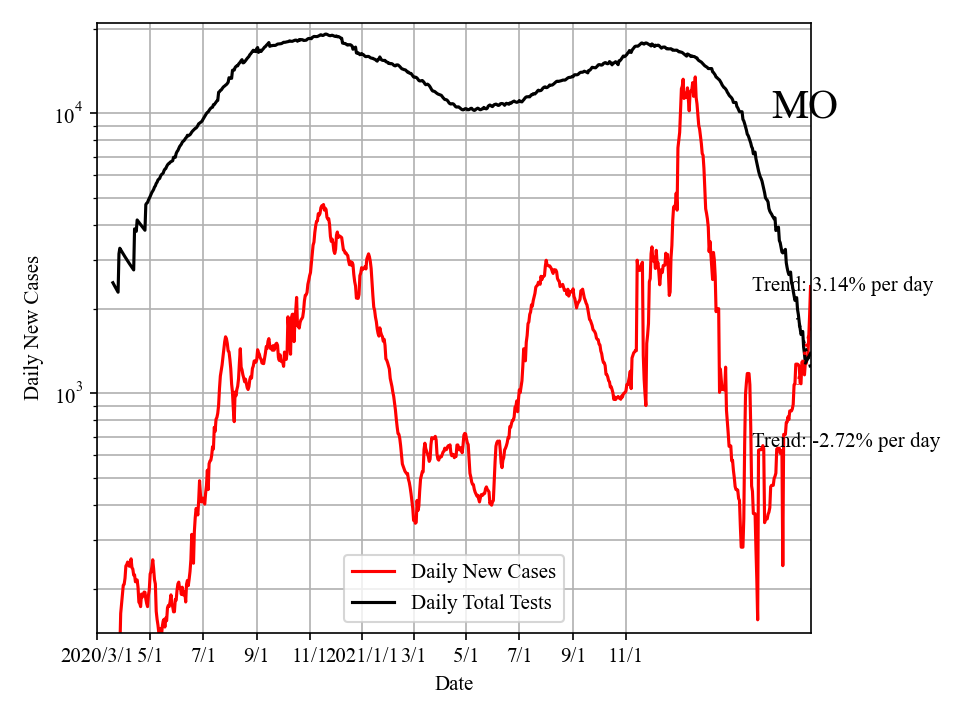 MO
10^4
10^3
Daily New Cases
Trend: 3.14% per day
Trend: -2.72% per day
Daily New Cases
Daily Total Tests
2020/3/1 5/1 7/1 9/1 11/1 2021/1/1 3/1 5/1 7/1 9/1 11/1
Date